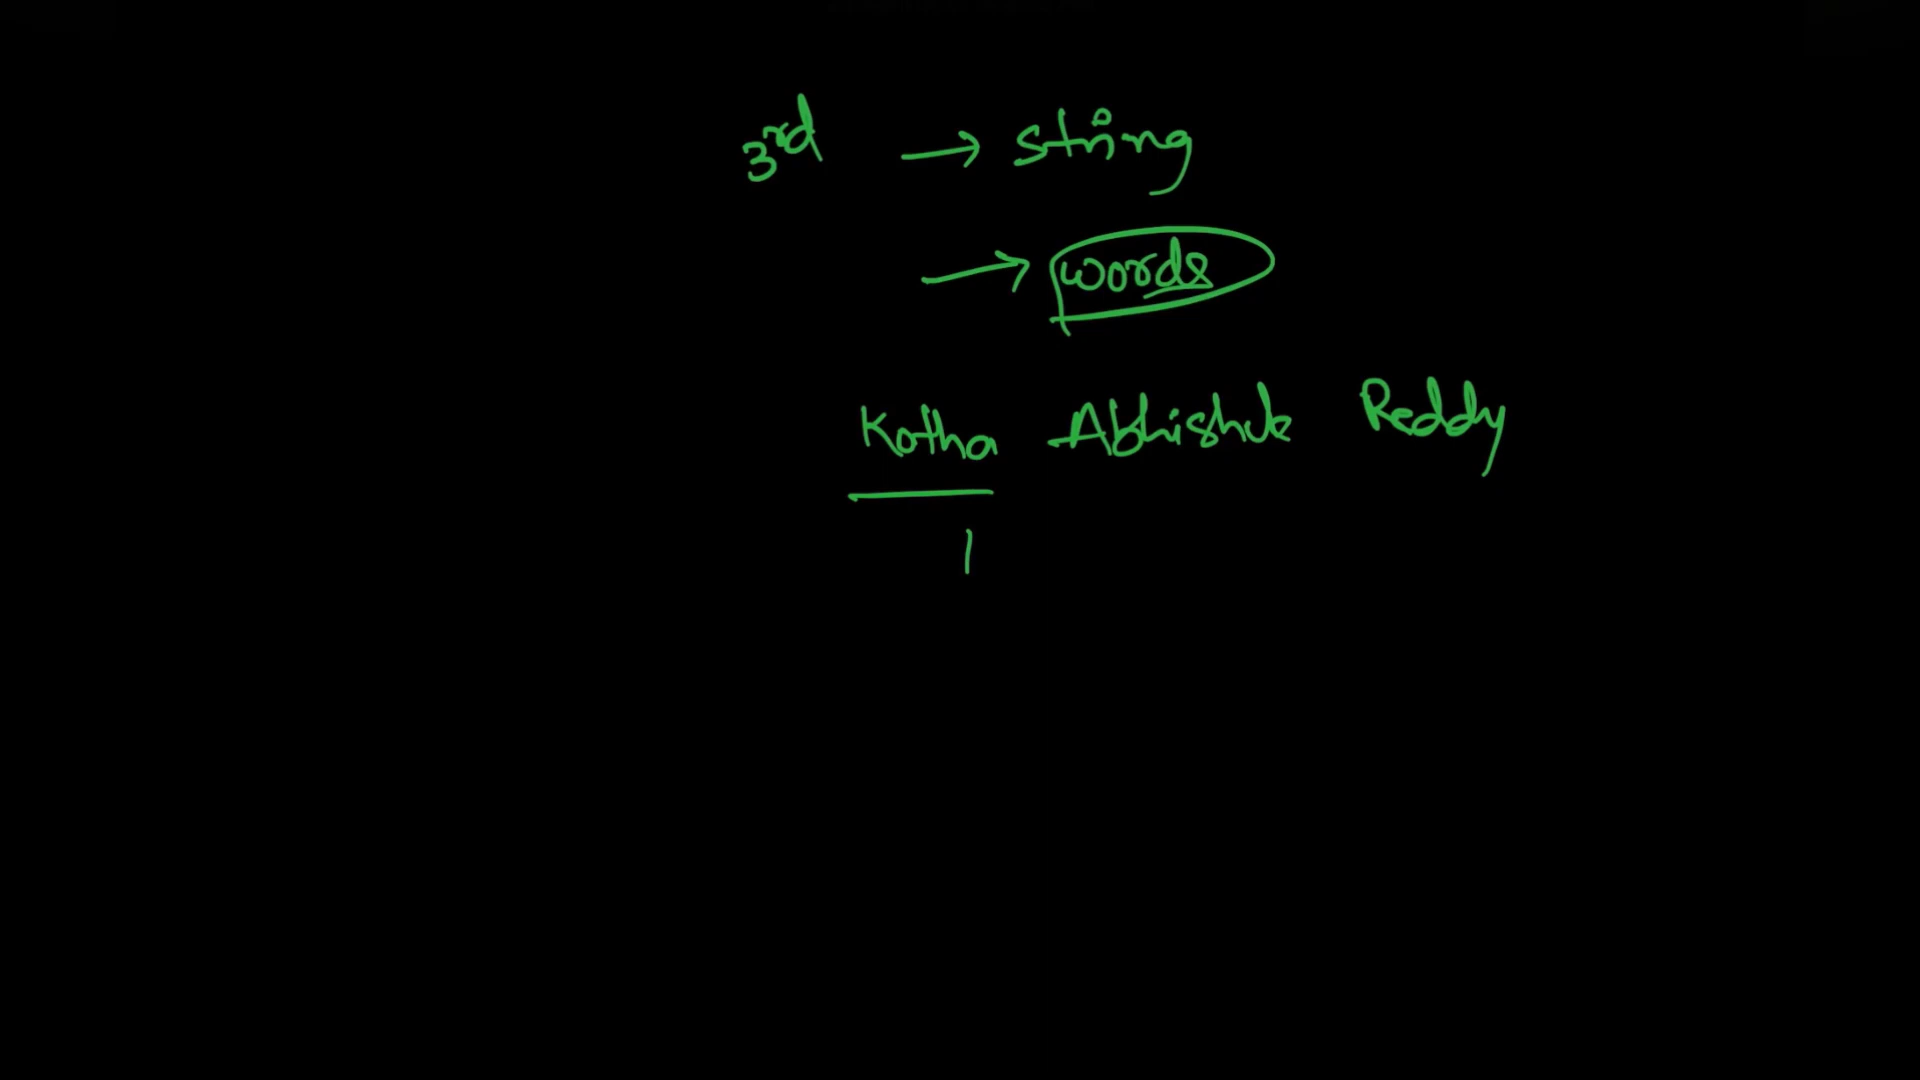 3rd → string
→ words
Kotha Abhishek Reddy
1